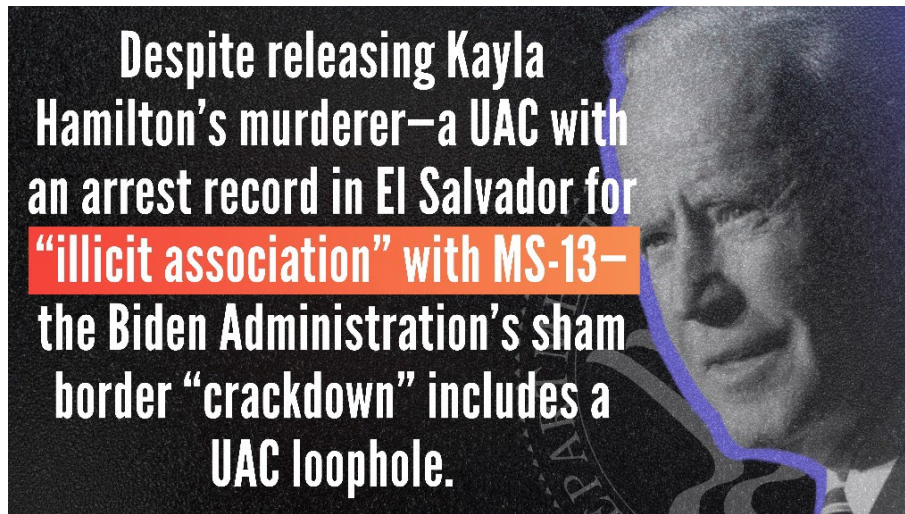 Despite releasing Kayla
Hamilton’s murderer—a UAC with
an arrest record in El Salvador for
“illicit association” with MS-13—
the Biden Administration’s sham
border “crackdown” includes a
UAC loophole.